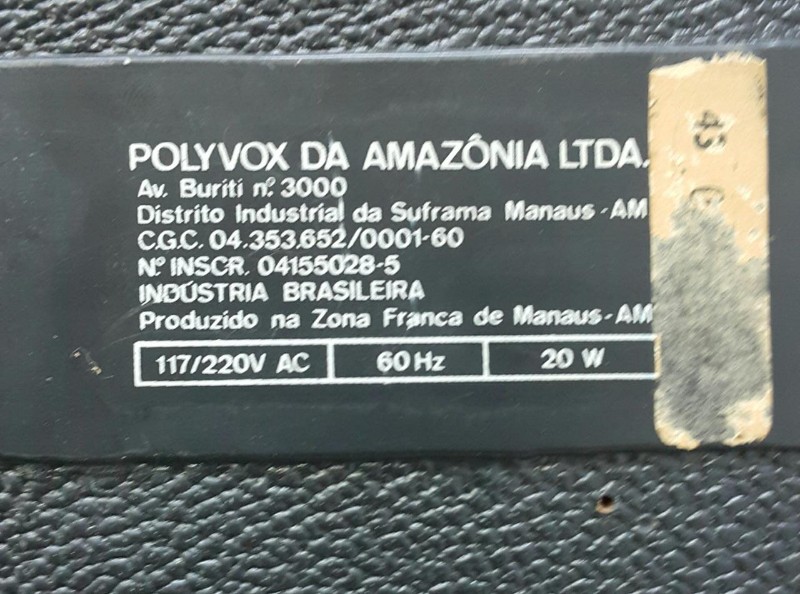 POLYVOX DA AMAZÔNIA LTDA.
Av. Buriti nº 3000
Distrito Industrial da Suframa Manaus-AM
C.G.C. 04.353.652/0001-60
Nº INSCR. 04155028-5
INDÚSTRIA BRASILEIRA
Produzido na Zona Franca de Manaus-AM
117/220V AC 60Hz 20 W
43